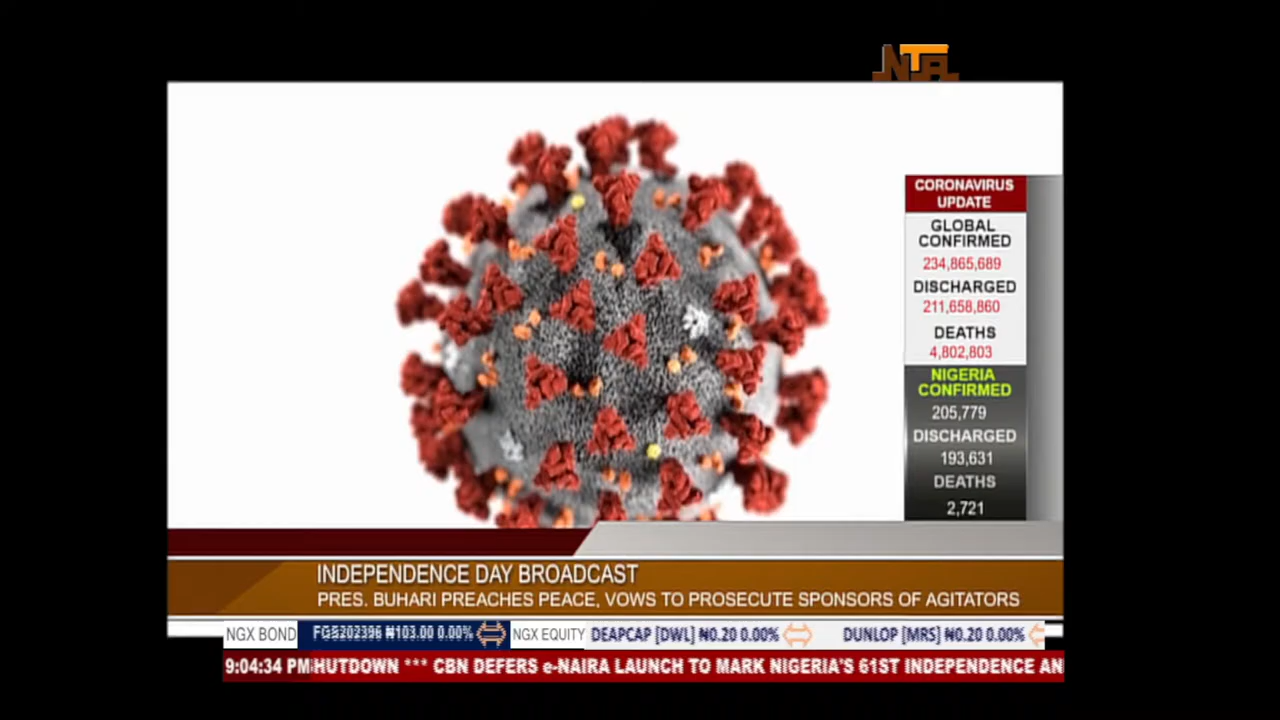 NTA
CORONAVIRUS
UPDATE
GLOBAL
CONFIRMED
234,865,689
DISCHARGED
211,658,860
DEATHS
4,802,803
NIGERIA
CONFIRMED
205,779
DISCHARGED
193,631
DEATHS
2,721
INDEPENDENCE DAY BROADCAST
PRES. BUHARI PREACHES PEACE, VOWS TO PROSECUTE SPONSORS OF AGITATORS
NGX BOND FGS202396 ₦103.00 0.00% NGX EQUITY DEAPCAP [DWL] ₦0.20 0.00% DUNLOP [MRS] ₦0.20 0.00%
9:04:34 PM HUTDOWN *** CBN DEFERS e-NAIRA LAUNCH TO MARK NIGERIA'S 61ST INDEPENDENCE AN